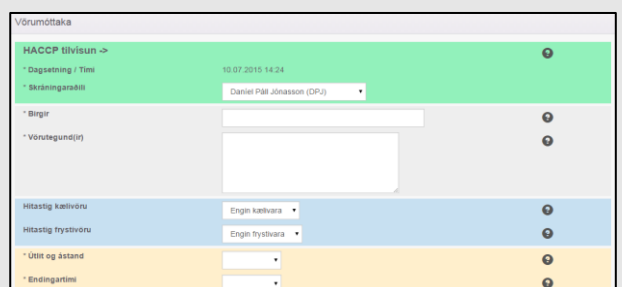 Vörumóttaka
HACCP tilvísun ->
* Dagsetning / Tími 10.07.2015 14:24
* Skráningaraðili Daníel Páll Jónasson (DPJ)
* Birgir
* Vörutegund(ir)
Hitastig kælivöru Engin kælivara
Hitastig frystivöru Engin frystivara
* Útlit og ástand
* Endingartími